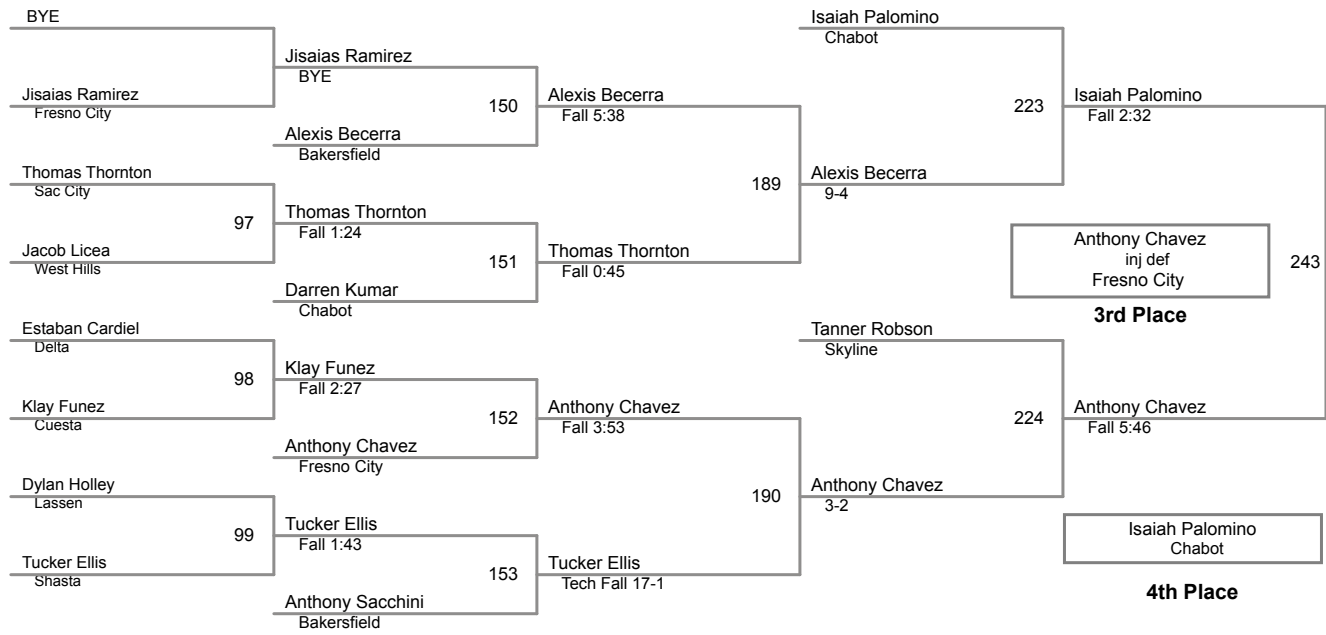 BYE
Jisaias Ramirez
Fresno City
Thomas Thornton
Sac City
97
Jacob Licea
West Hills
Estaban Cardiel
Delta
98
Klay Funez
Cuesta
Dylan Holley
Lassen
99
Tucker Ellis
Shasta
Jisaias Ramirez
BYE
150
Alexis Becerra
Bakersfield
Thomas Thornton
Fall 1:24
151
Darren Kumar
Chabot
Klay Funez
Fall 2:27
152
Anthony Chavez
Fresno City
Tucker Ellis
Fall 1:43
153
Anthony Sacchini
Bakersfield
Alexis Becerra
Fall 5:38
189
Thomas Thornton
Fall 0:45
Anthony Chavez
Fall 3:53
190
Tucker Ellis
Tech Fall 17-1
Isaiah Palomino
Chabot
223
Alexis Becerra
9-4
Tanner Robson
Skyline
224
Anthony Chavez
3-2
Isaiah Palomino
Fall 2:32
Anthony Chavez
inj def
Fresno City
243
3rd Place
Anthony Chavez
Fall 5:46
Isaiah Palomino
Chabot
4th Place